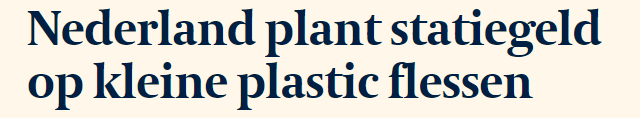 Nederland plant statiegeld
op kleine plastic flessen